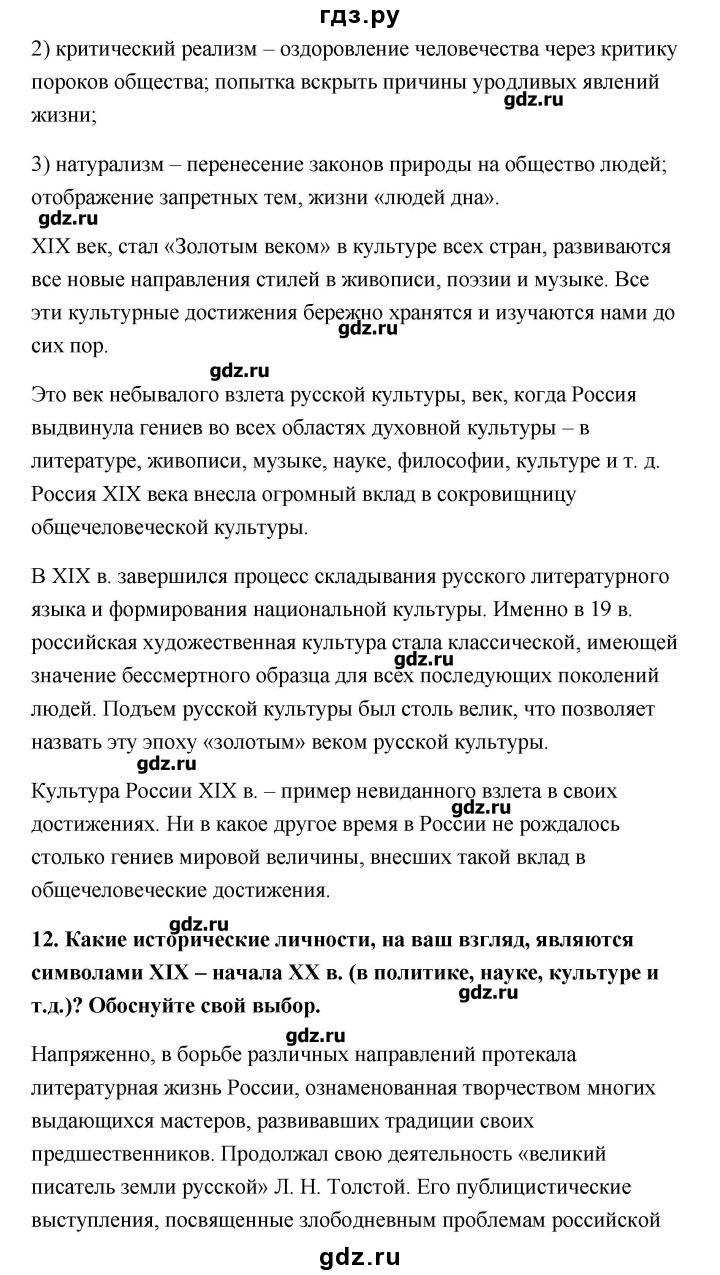 гдз.ру
2) критический реализм – оздоровление человечества через критику
пороков общества; попытка вскрыть причины уродливых явлений
gdz.ru
жизни;
3) натурализм – перенесение законов природы на общество людей;
отображение запретных тем, жизни «людей дна».
gdz.ru
XIX век, стал «Золотым веком» в культуре всех стран, развиваются
все новые направления стилей в живописи, поэзии и музыке. Все
эти культурные достижения бережно хранятся и изучаются нами до
gdz.ru
сих пор.
gdz.ru
Это век небывалого взлета русской культуры, век, когда Россия
выдвинула гениев во всех областях духовной культуры – в
литературе, живописи, музыке, науке, философии, культуре и т. д.
Россия XIX века внесла огромный вклад в сокровищницу
общечеловеческой культуры.
В XIX в. завершился процесс складывания русского литературного
языка и формирования национальной культуры. Именно в 19 в.
российская художественная культура стала классической, имеющей
gdz.ru
значение бессмертного образца для всех последующих поколений
людей. Подъем русской культуры был столь велик, что позволяет
назвать эту эпоху «золотым» веком русской культуры.
gdz.ru
Культура России XIX в. – пример невиданного взлета в своих
gdz.ru
достижениях. Ни в какое другое время в России не рождалось
столько гениев мировой величины, внесших такой вклад в
общечеловеческие достижения.
gdz.ru
12. Какие исторические личности, на ваш взгляд, являются
символами XIX – начала XX в. (в политике, науке, культуре и
gdz.ru
т.д.)? Обоснуйте свой выбор.
gdz.ru
Напряженно, в борьбе различных направлений протекала
литературная жизнь России, ознаменованная творчеством многих
выдающихся мастеров, развивавших традиции своих
предшественников. Продолжал свою деятельность «великий
писатель земли русской» Л. Н. Толстой. Его публицистические
выступления, посвященные злободневным проблемам российской
gdz.ru